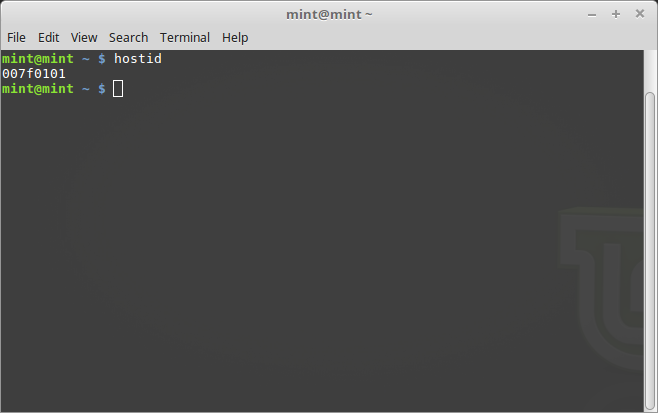 mint@mint ~
File Edit View Search Terminal Help
mint@mint ~ $ hostid
007f0101
mint@mint ~ $